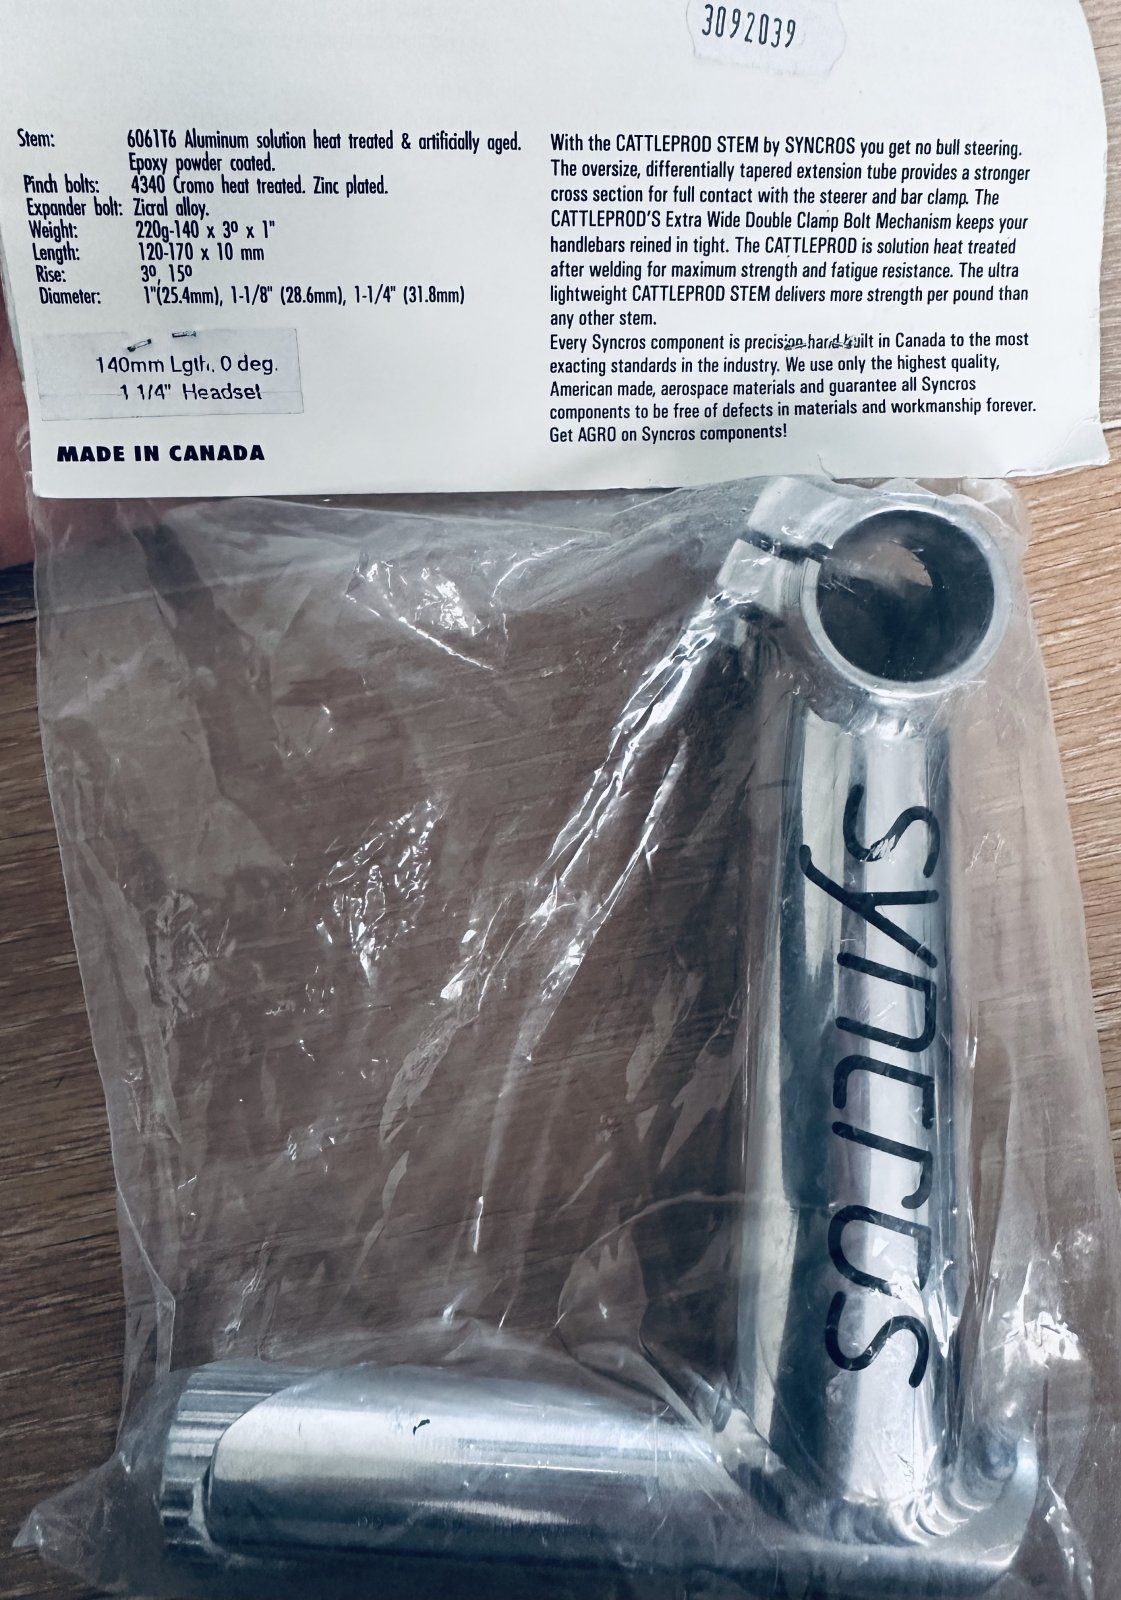 3092039
Stem: 6061T6 Aluminum solution heat treated & artificially aged.
Epoxy powder coated.
Pinch bolts: 4340 Cromo heat treated. Zinc plated.
Expander bolt: Zicral alloy.
Weight: 220g-140 x 3º x 1"
Length: 120-170 x 10 mm
Rise: 3º, 15º
Diameter: 1"(25.4mm), 1-1/8" (28.6mm), 1-1/4" (31.8mm)
140mm Lgth, 0 deg.
1 1/4" Headset
MADE IN CANADA
With the CATTLEPROD STEM by SYNCROS you get no bull steering.
The oversize, differentially tapered extension tube provides a stronger
cross section for full contact with the steerer and bar clamp. The
CATTLEPROD'S Extra Wide Double Clamp Bolt Mechanism keeps your
handlebars reined in tight. The CATTLEPROD is solution heat treated
after welding for maximum strength and fatigue resistance. The ultra
lightweight CATTLEPROD STEM delivers more strength per pound than
any other stem.
Every Syncros component is precision hand built in Canada to the most
exacting standards in the industry. We use only the highest quality,
American made, aerospace materials and guarantee all Syncros
components to be free of defects in materials and workmanship forever.
Get AGRO on Syncros components!
syncros